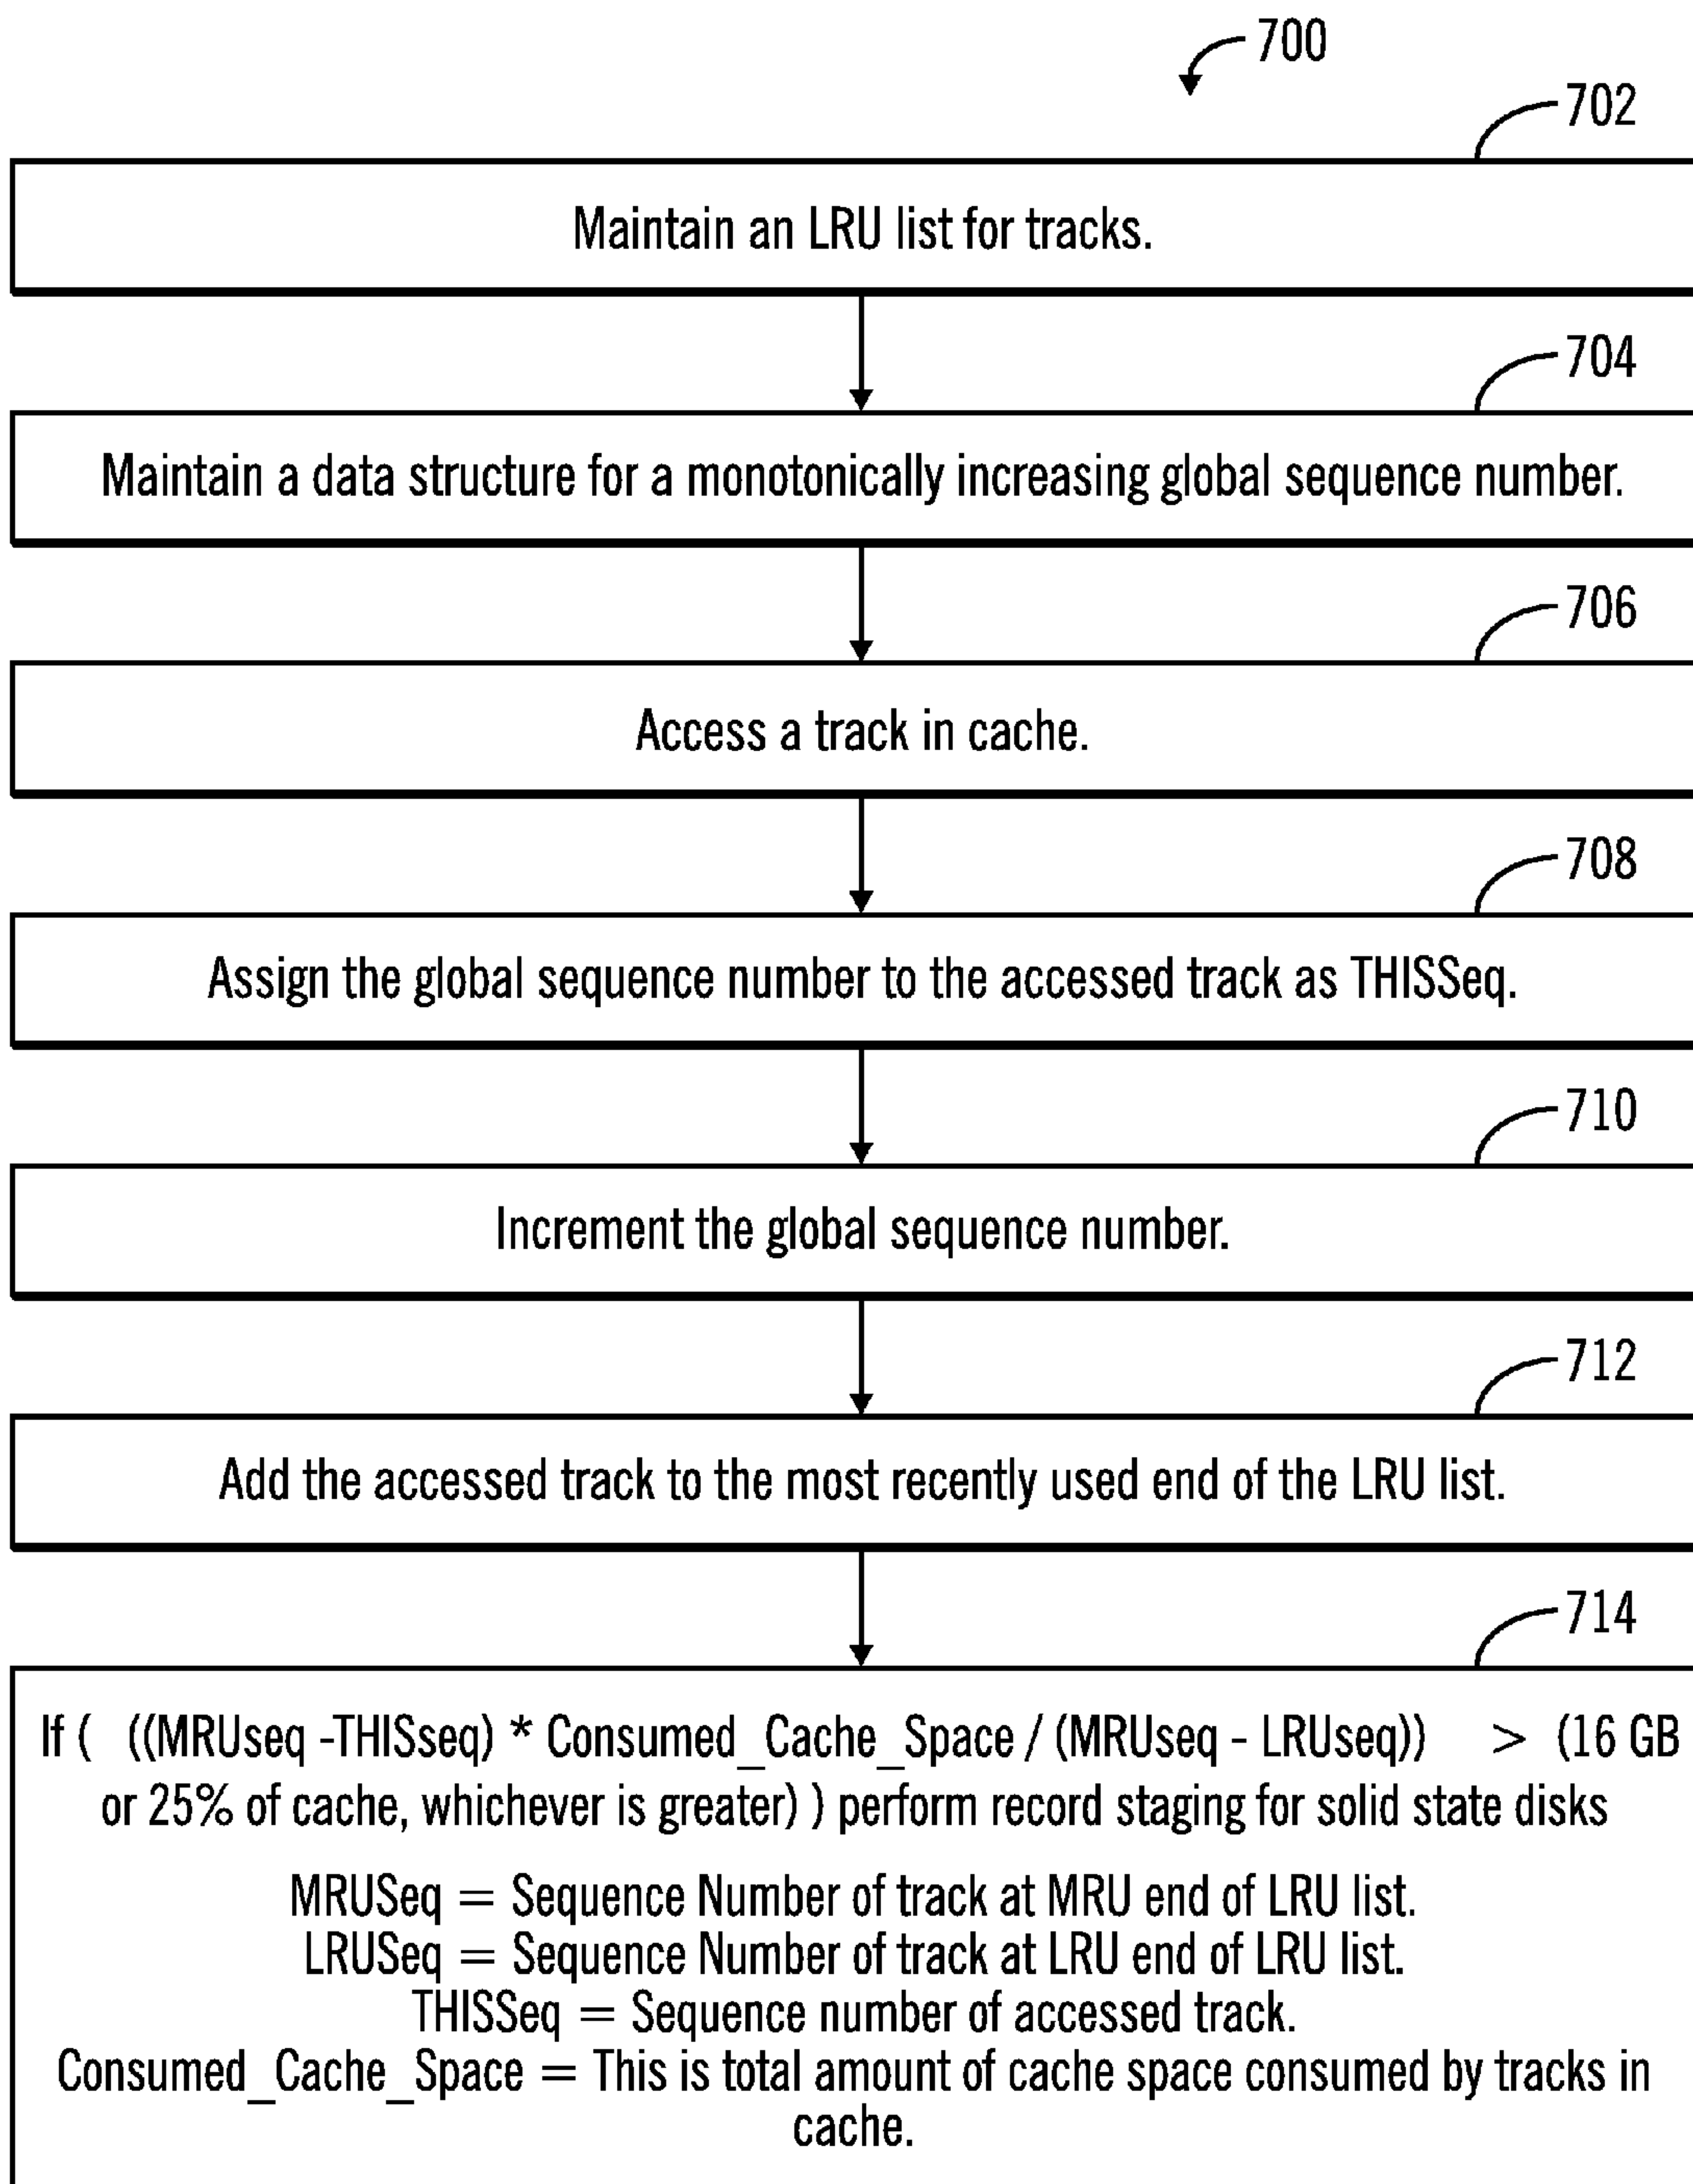 700
702
Maintain an LRU list for tracks.
704
Maintain a data structure for a monotonically increasing global sequence number.
706
Access a track in cache.
708
Assign the global sequence number to the accessed track as THISSeq.
710
Increment the global sequence number.
712
Add the accessed track to the most recently used end of the LRU list.
714
If ( ((MRUseq -THISseq) * Consumed_Cache_Space / (MRUseq - LRUseq)) > (16 GB
or 25% of cache, whichever is greater) ) perform record staging for solid state disks
MRUSeq = Sequence Number of track at MRU end of LRU list.
LRUSeq = Sequence Number of track at LRU end of LRU list.
THISSeq = Sequence number of accessed track.
Consumed_Cache_Space = This is total amount of cache space consumed by tracks in
cache.